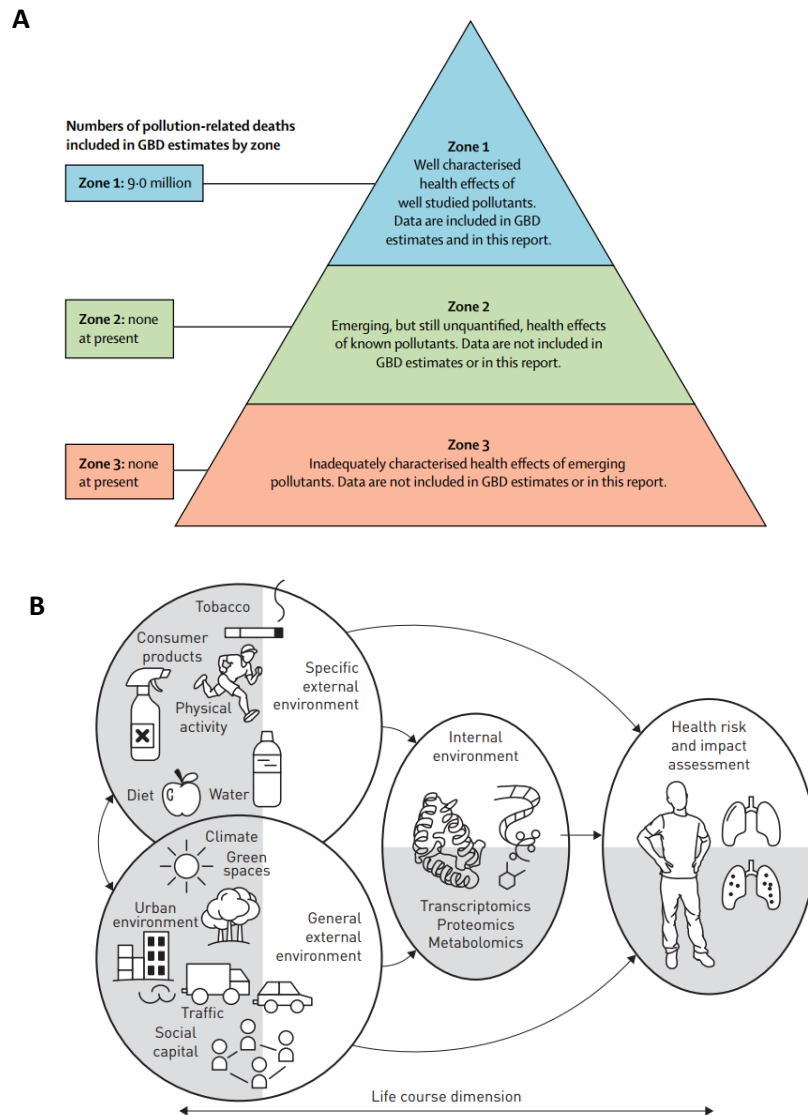 A
Numbers of pollution-related deaths
included in GBD estimates by zone
Zone 1: 9·0 million
Zone 1
Well characterised
health effects of
well studied pollutants.
Data are included in GBD
estimates and in this report.
Zone 2: none
at present
Zone 2
Emerging, but still unquantified, health effects
of known pollutants. Data are not included in
GBD estimates or in this report.
Zone 3: none
at present
Zone 3
Inadequately characterised health effects of emerging
pollutants. Data are not included in GBD estimates or in this report.
B
Tobacco
Consumer
products
Physical
activity
Diet
Water
Specific
external
environment
Climate
Green
spaces
Urban
environment
Traffic
Social
capital
General
external
environment
Internal
environment
Transcriptomics
Proteomics
Metabolomics
Health risk
and impact
assessment
Life course dimension